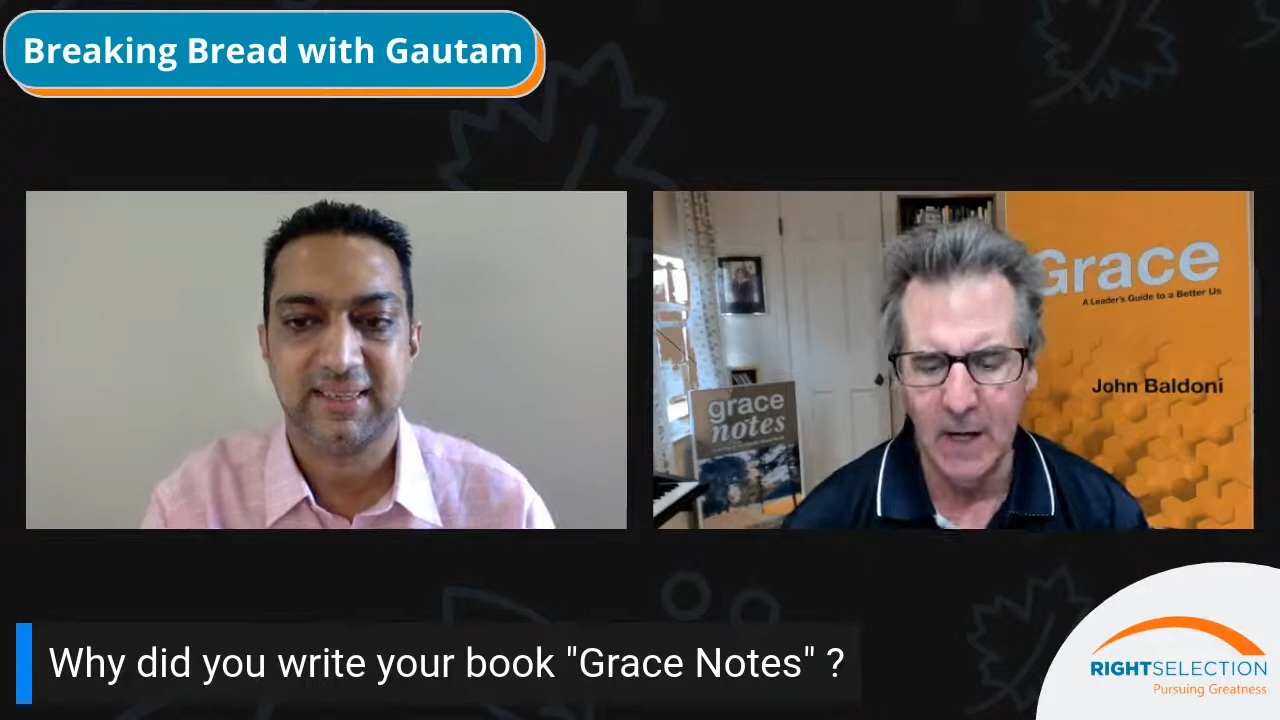 Breaking Bread with Gautam
Grace
A Leader's Guide to a Better Us
John Baldoni
grace
notes
Why did you write your book "Grace Notes" ?
RIGHTSELECTION
Pursuing Greatness